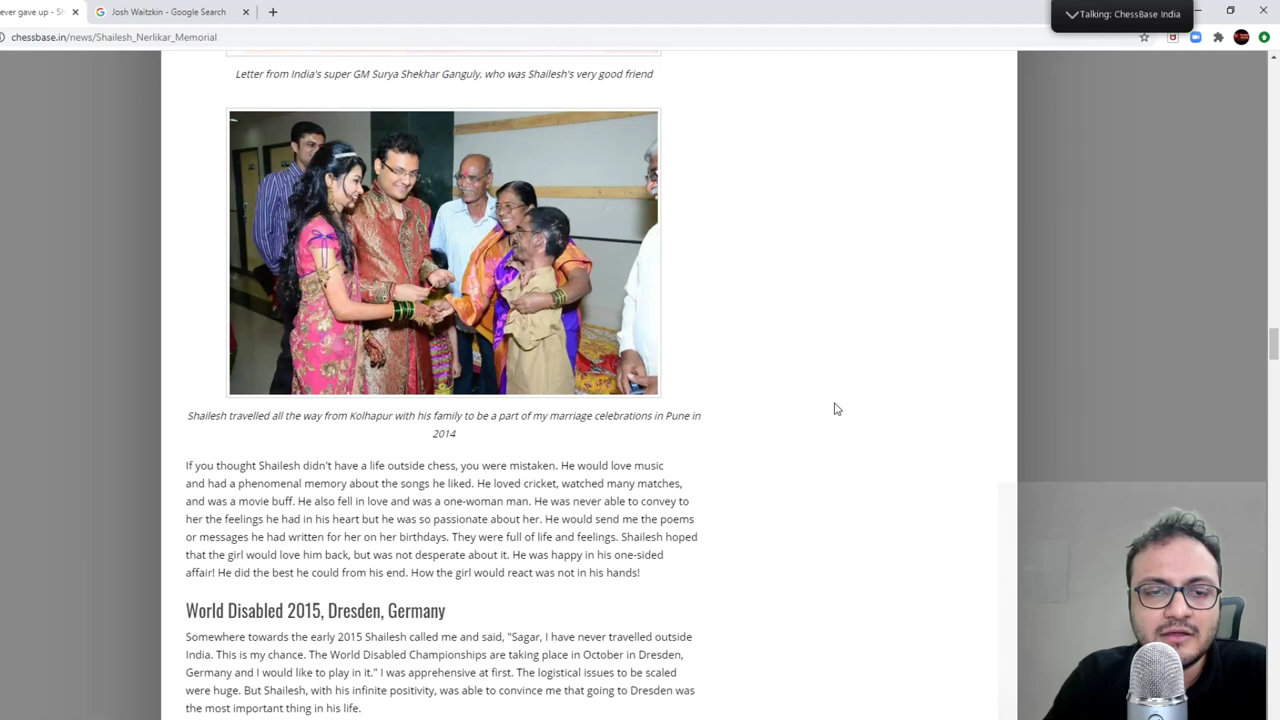 ever gave up - Sh
Josh Waitzkin - Google Search
Talking: ChessBase India
chessbase.in/news/Shailesh_Nerlikar_Memorial
Letter from India's super GM Surya Shekhar Ganguly, who was Shailesh's very good friend
Shailesh travelled all the way from Kolhapur with his family to be a part of my marriage celebrations in Pune in
2014
If you thought Shailesh didn't have a life outside chess, you were mistaken. He would love music
and had a phenomenal memory about the songs he liked. He loved cricket, watched many matches,
and was a movie buff. He also fell in love and was a one-woman man. He was never able to convey to
her the feelings he had in his heart but he was so passionate about her. He would send me the poems
or messages he had written for her on her birthdays. They were full of life and feelings. Shailesh hoped
that the girl would love him back, but was not desperate about it. He was happy in his one-sided
affair! He did the best he could from his end. How the girl would react was not in his hands!
World Disabled 2015, Dresden, Germany
Somewhere towards the early 2015 Shailesh called me and said, "Sagar, I have never travelled outside
India. This is my chance. The World Disabled Championships are taking place in October in Dresden,
Germany and I would like to play in it." I was apprehensive at first. The logistical issues to be scaled
were huge. But Shailesh, with his infinite positivity, was able to convince me that going to Dresden was
the most important thing in his life.